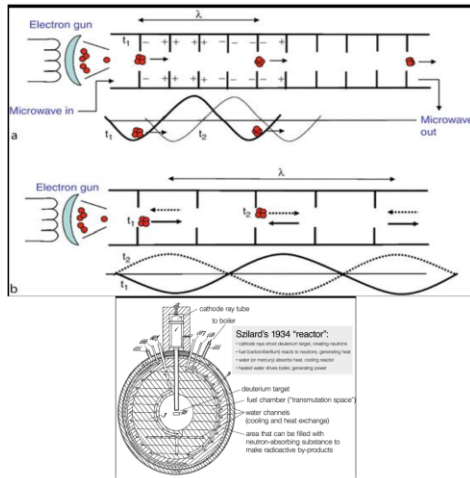 Electron gun
λ
t₁
Microwave in
t₁
t₂
Microwave
out
a
λ
Electron gun
t₁
t₂
t₂
t₁
b
cathode ray tube
to boiler
Szilard's 1934 "reactor":
• cathode rays shoot deuterium target, creating neutrons
• fuel (carbon/berlium) reacts to neutrons, generating heat
• water (or mercury) absorbs heat, cooling reactor
• heated water drives boiler, generating power
deuterium target
fuel chamber ("transmutation space")
water channels
(cooling and heat exchange)
area that can be filled with
neutron-absorbing substance to
make radioactive by-products